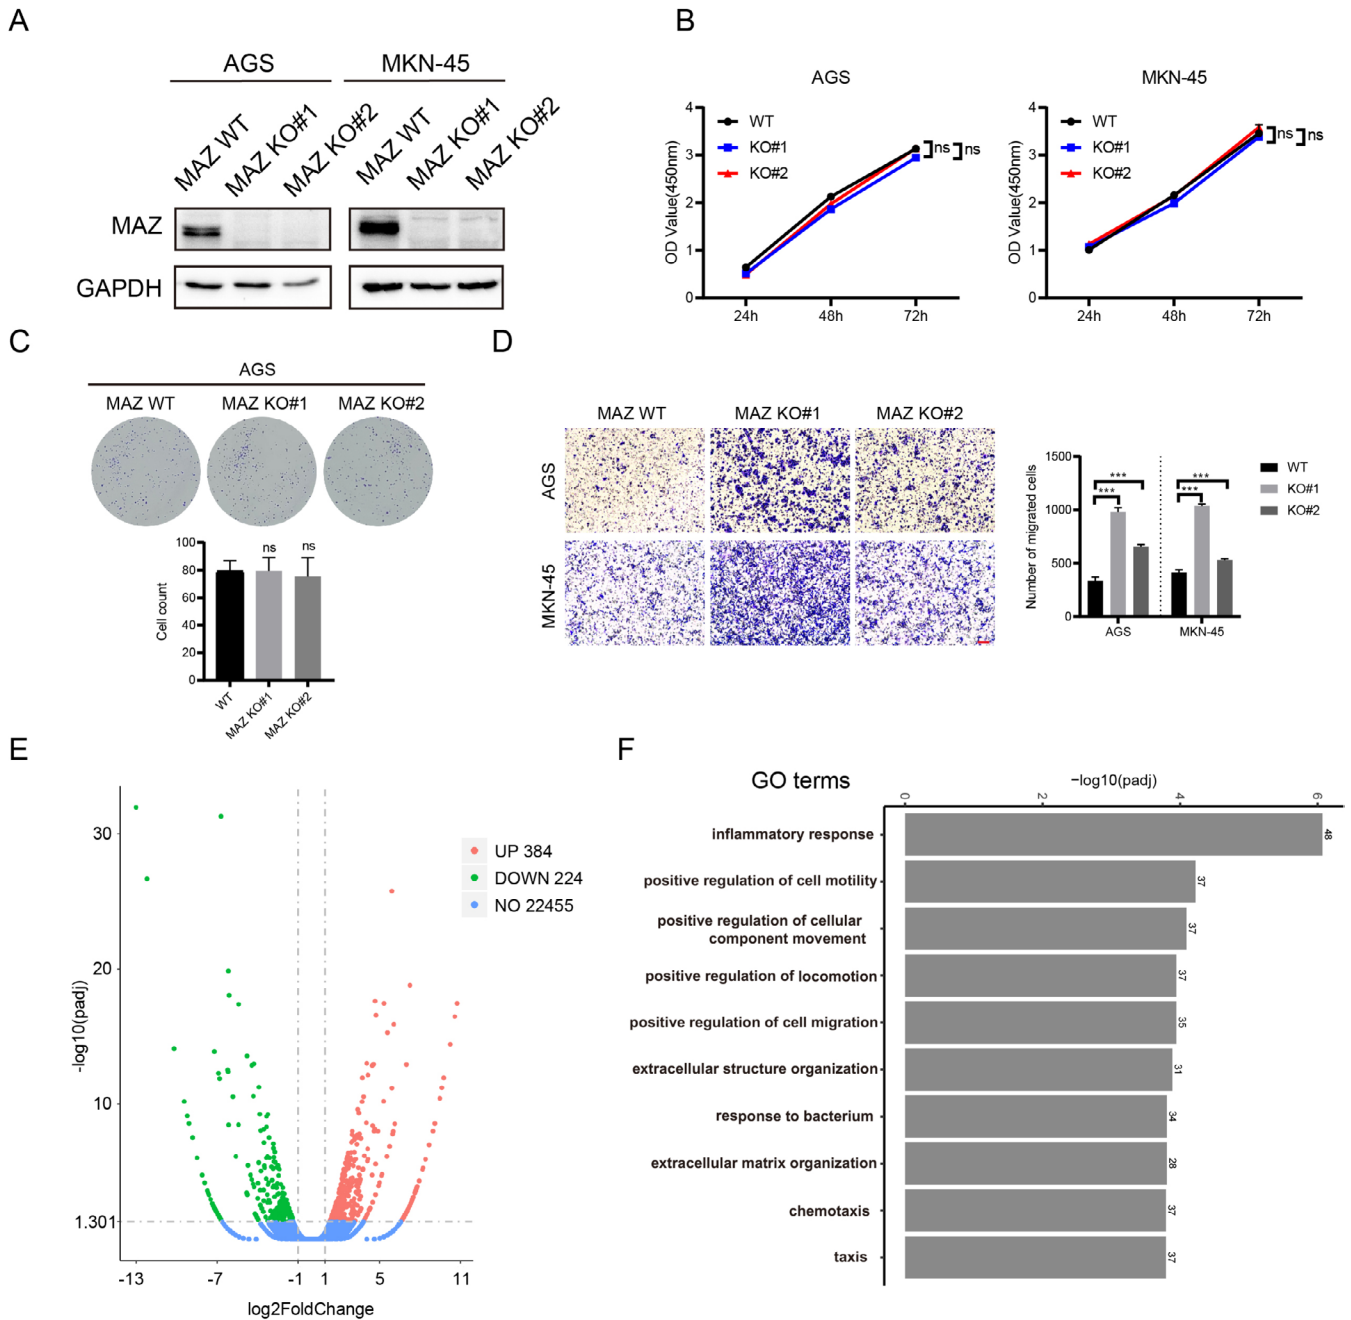 A
AGS
MKN-45
MAZ WT
MAZ KO#1
MAZ KO#2
MAZ WT
MAZ KO#1
MAZ KO#2
MAZ
GAPDH
B
AGS
4
3
2
1
0
OD Value(450nm)
WT
KO#1
KO#2
ns
ns
24h
48h
72h
MKN-45
4
3
2
1
0
OD Value(450nm)
WT
KO#1
KO#2
ns
ns
24h
48h
72h
C
AGS
MAZ WT
MAZ KO#1
MAZ KO#2
100
80
60
40
20
0
Cell count
ns
ns
WT
MAZ KO#1
MAZ KO#2
D
MAZ WT
MAZ KO#1
MAZ KO#2
AGS
MKN-45
1500
1000
500
0
Number of migrated cells
***
***
***
***
AGS
MKN-45
WT
KO#1
KO#2
E
30
20
10
1.301
-log10(padj)
UP 384
DOWN 224
NO 22455
-13
-7
-1
1
5
11
log2FoldChange
F
GO terms
−log10(padj)
0
2
4
6
inflammatory response
48
positive regulation of cell motility
37
positive regulation of cellular
component movement
37
positive regulation of locomotion
37
positive regulation of cell migration
35
extracellular structure organization
31
response to bacterium
34
extracellular matrix organization
28
chemotaxis
37
taxis
37